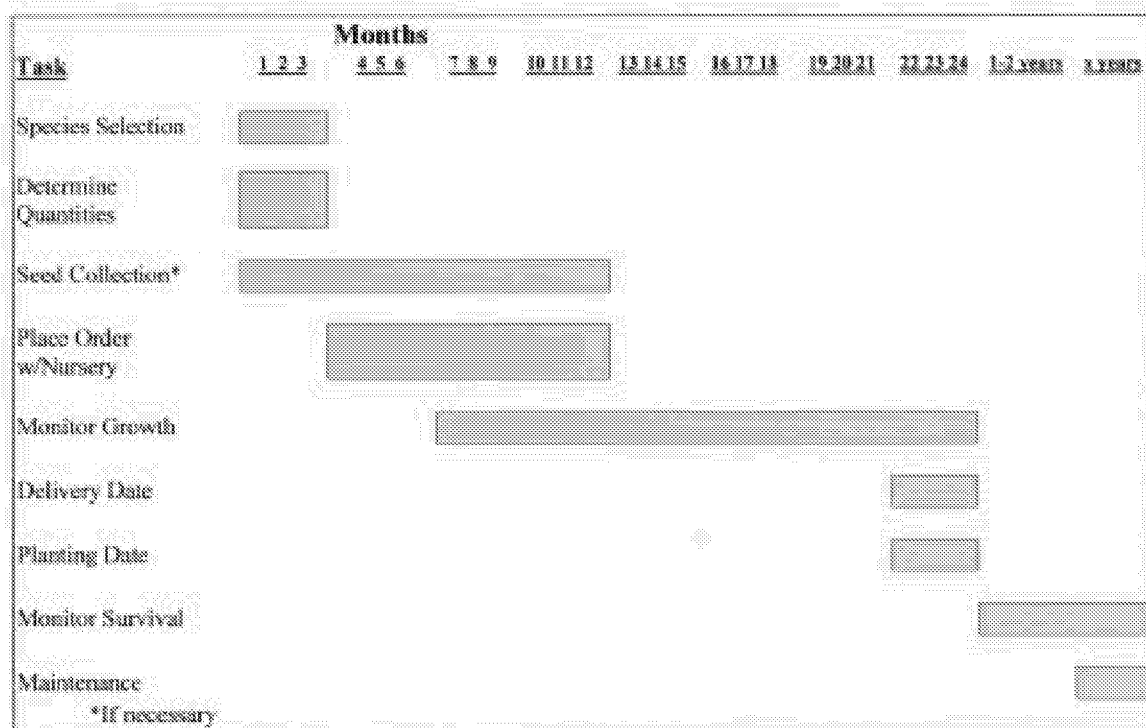 Months
Task 1 2 3 4 5 6 7 8 9 10 11 12 13 14 15 16 17 18 19 20 21 22 23 24 1-2 years x years
Species Selection
Determine
Quantities
Seed Collection*
Place Order
w/Nursery
Monitor Growth
Delivery Date
Planting Date
Monitor Survival
Maintenance
*If necessary